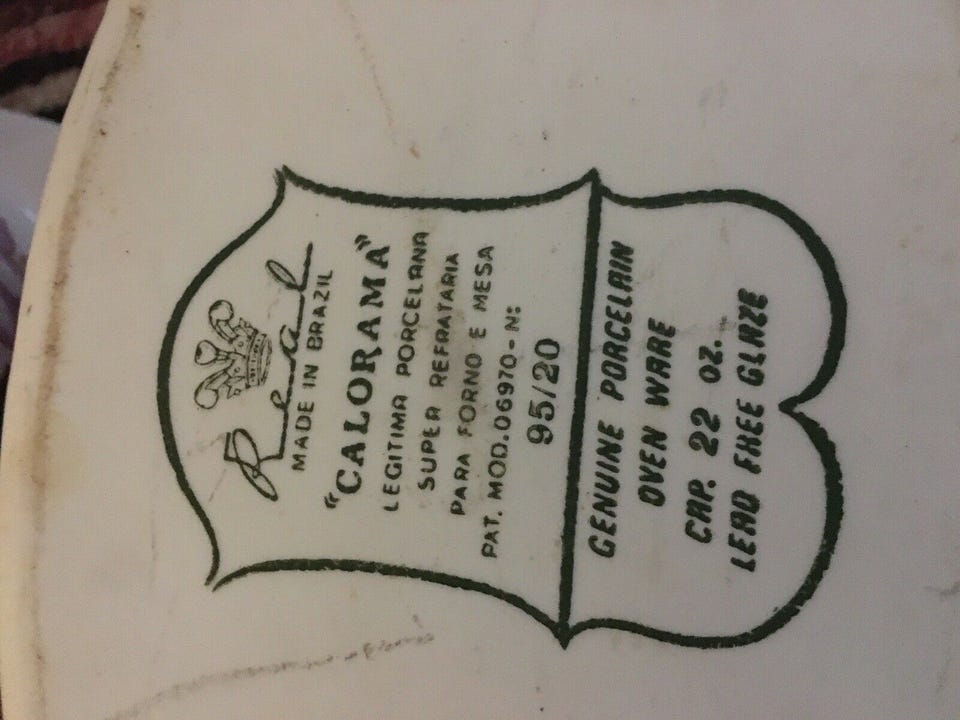 Real
MADE IN BRAZIL
"CALORAMA"
LEGITIMA PORCELANA
SUPER REFRATARIA
PARA FORNO E MESA
PAT. MOD. 06970 - N:
95/20
GENUINE PORCELAIN
OVEN WARE
CAP. 22 OZ.
LEAD FREE GLAZE